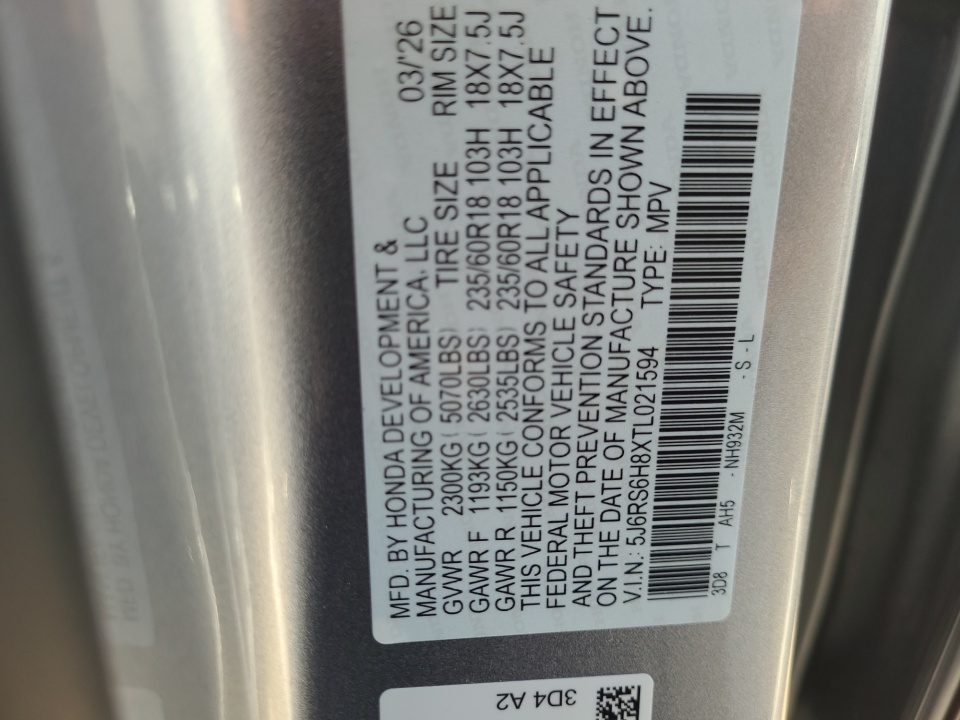 MFD. BY HONDA DEVELOPMENT &
MANUFACTURING OF AMERICA, LLC 03/'26
GVWR 2300KG ( 5070LBS) TIRE SIZE RIM SIZE
GAWR F 1193KG ( 2630LBS) 235/60R18 103H 18X7.5J
GAWR R 1150KG ( 2535LBS) 235/60R18 103H 18X7.5J
THIS VEHICLE CONFORMS TO ALL APPLICABLE
FEDERAL MOTOR VEHICLE SAFETY
AND THEFT PREVENTION STANDARDS IN EFFECT
ON THE DATE OF MANUFACTURE SHOWN ABOVE.
V.I.N.: 5J6RS6H8XTL021594 TYPE: MPV
3D8 T AH5 - NH932M - S - L
3D4 A2